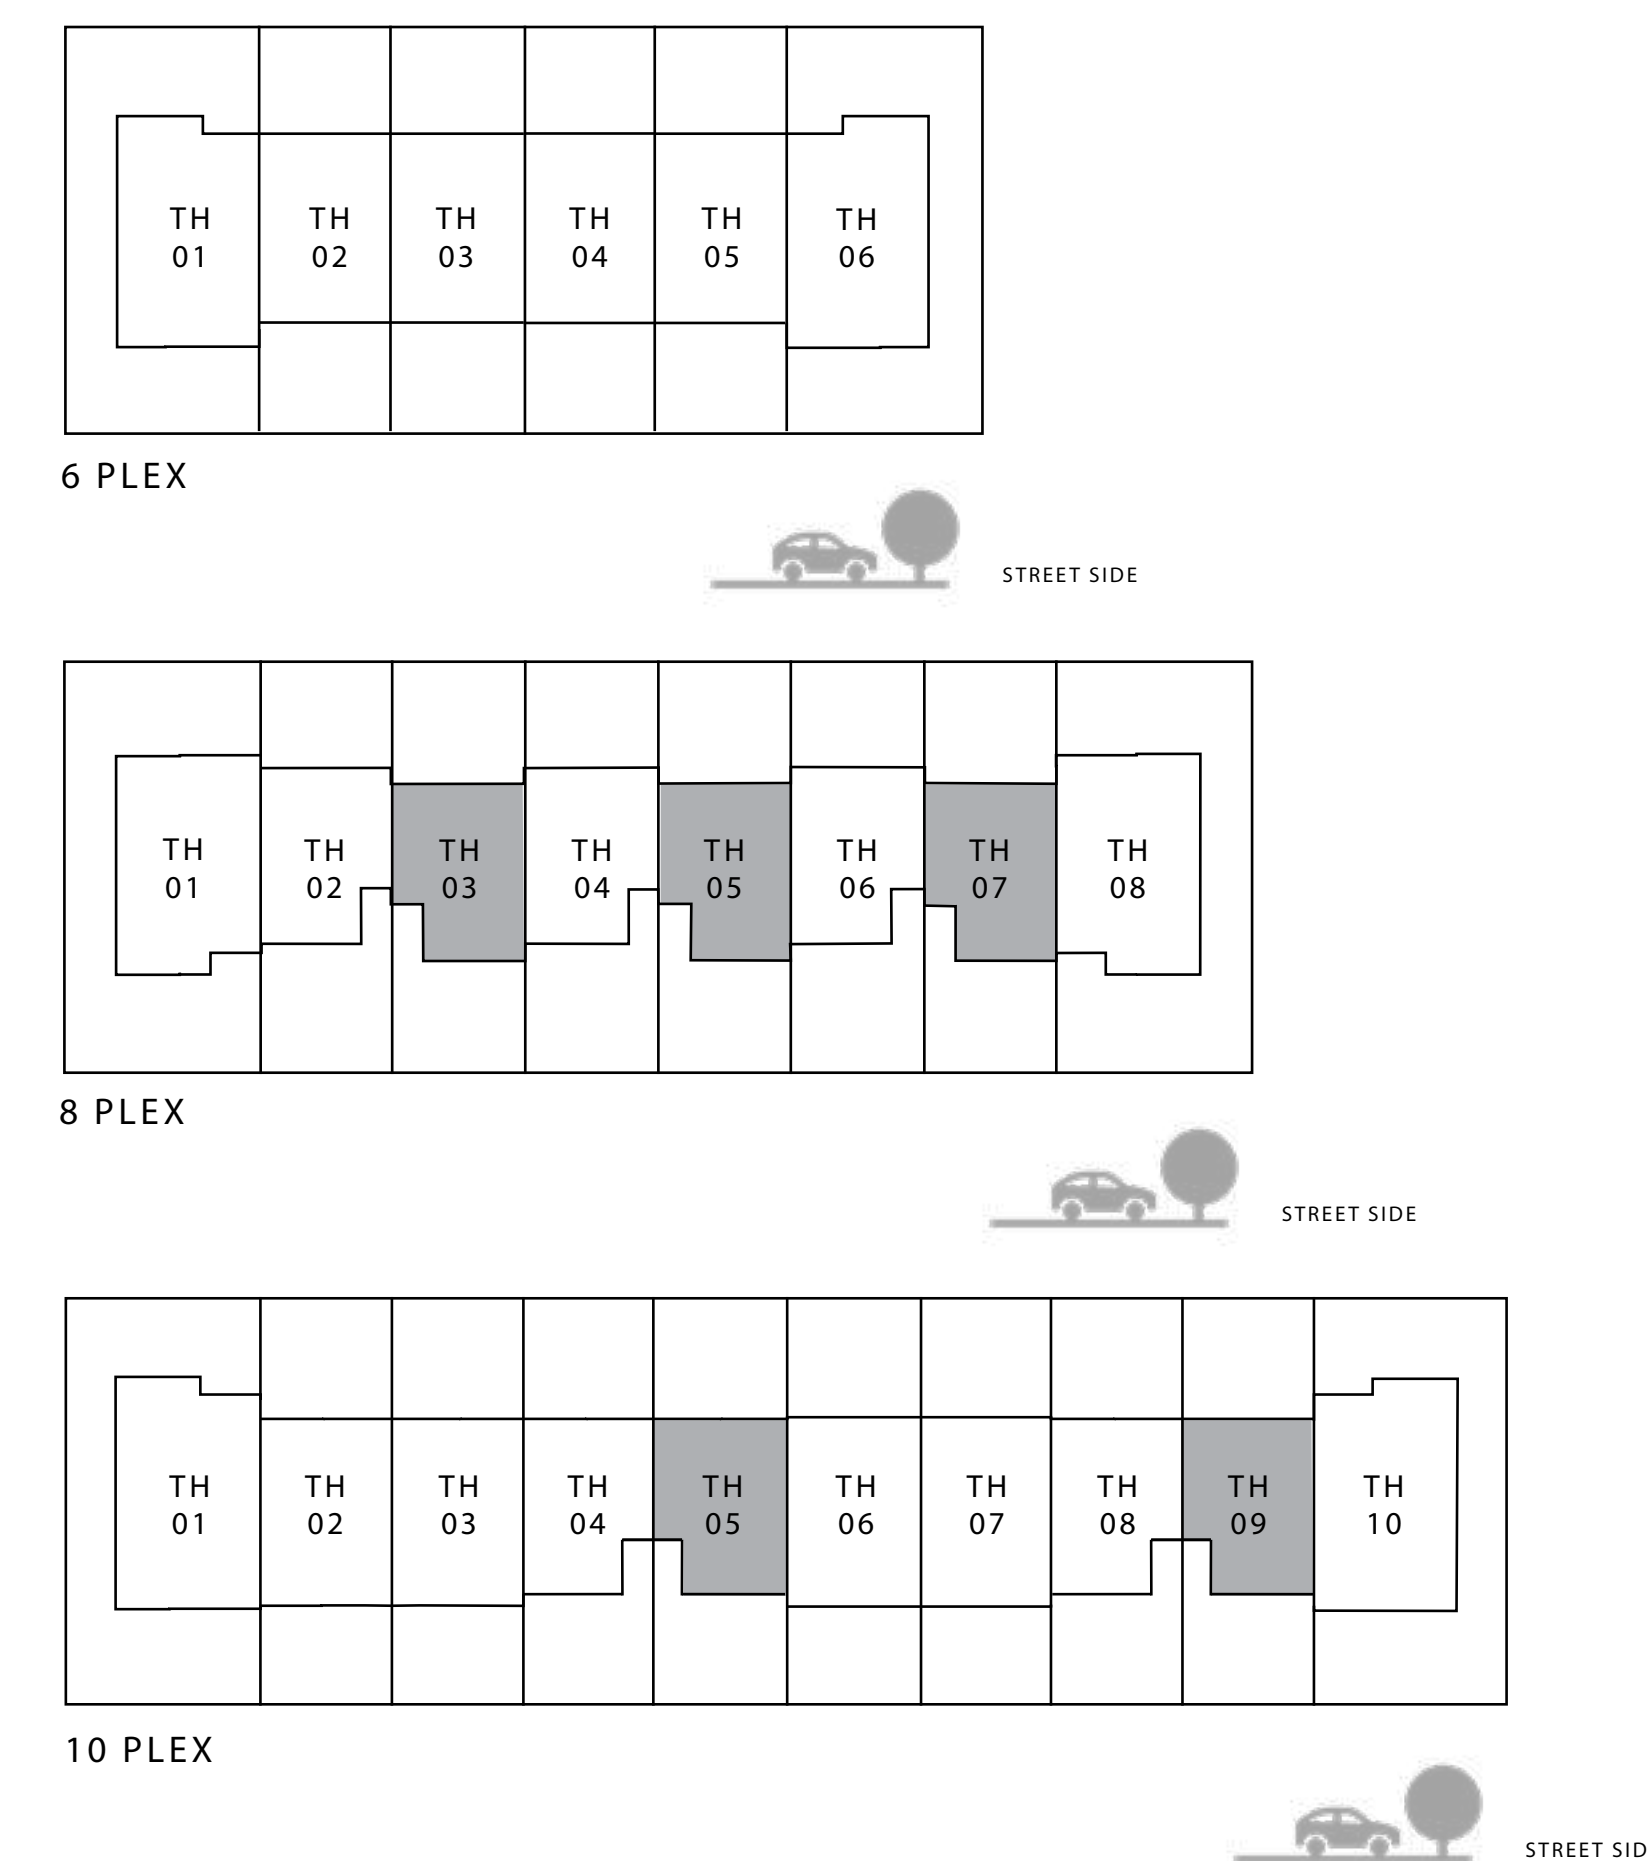 TH TH TH TH TH TH
01 02 03 04 05 06
6 PLEX
STREET SIDE
TH TH TH TH TH TH TH TH
01 02 03 04 05 06 07 08
8 PLEX
STREET SIDE
TH TH TH TH TH TH TH TH TH TH
01 02 03 04 05 06 07 08 09 10
10 PLEX
STREET SID